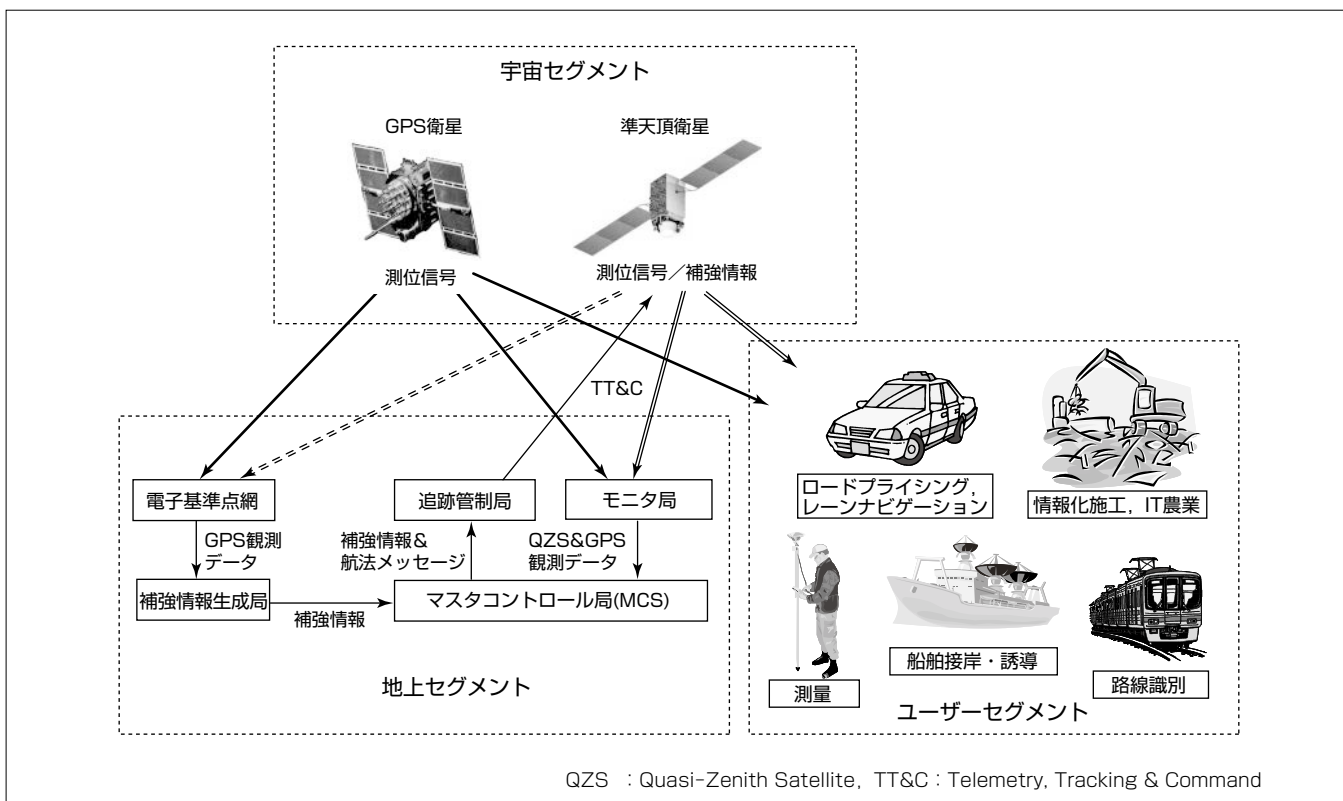 宇宙セグメント
GPS衛星
準天頂衛星
測位信号
測位信号／補強情報
TT&C
電子基準点網
追跡管制局
モニタ局
GPS観測
データ
補強情報&
航法メッセージ
QZS&GPS
観測データ
補強情報生成局
補強情報
マスタコントロール局(MCS)
地上セグメント
ロードプライシング,
レーンナビゲーション
情報化施工, IT農業
測量
船舶接岸・誘導
路線識別
ユーザーセグメント
QZS ：Quasi-Zenith Satellite, TT&C：Telemetry, Tracking & Command